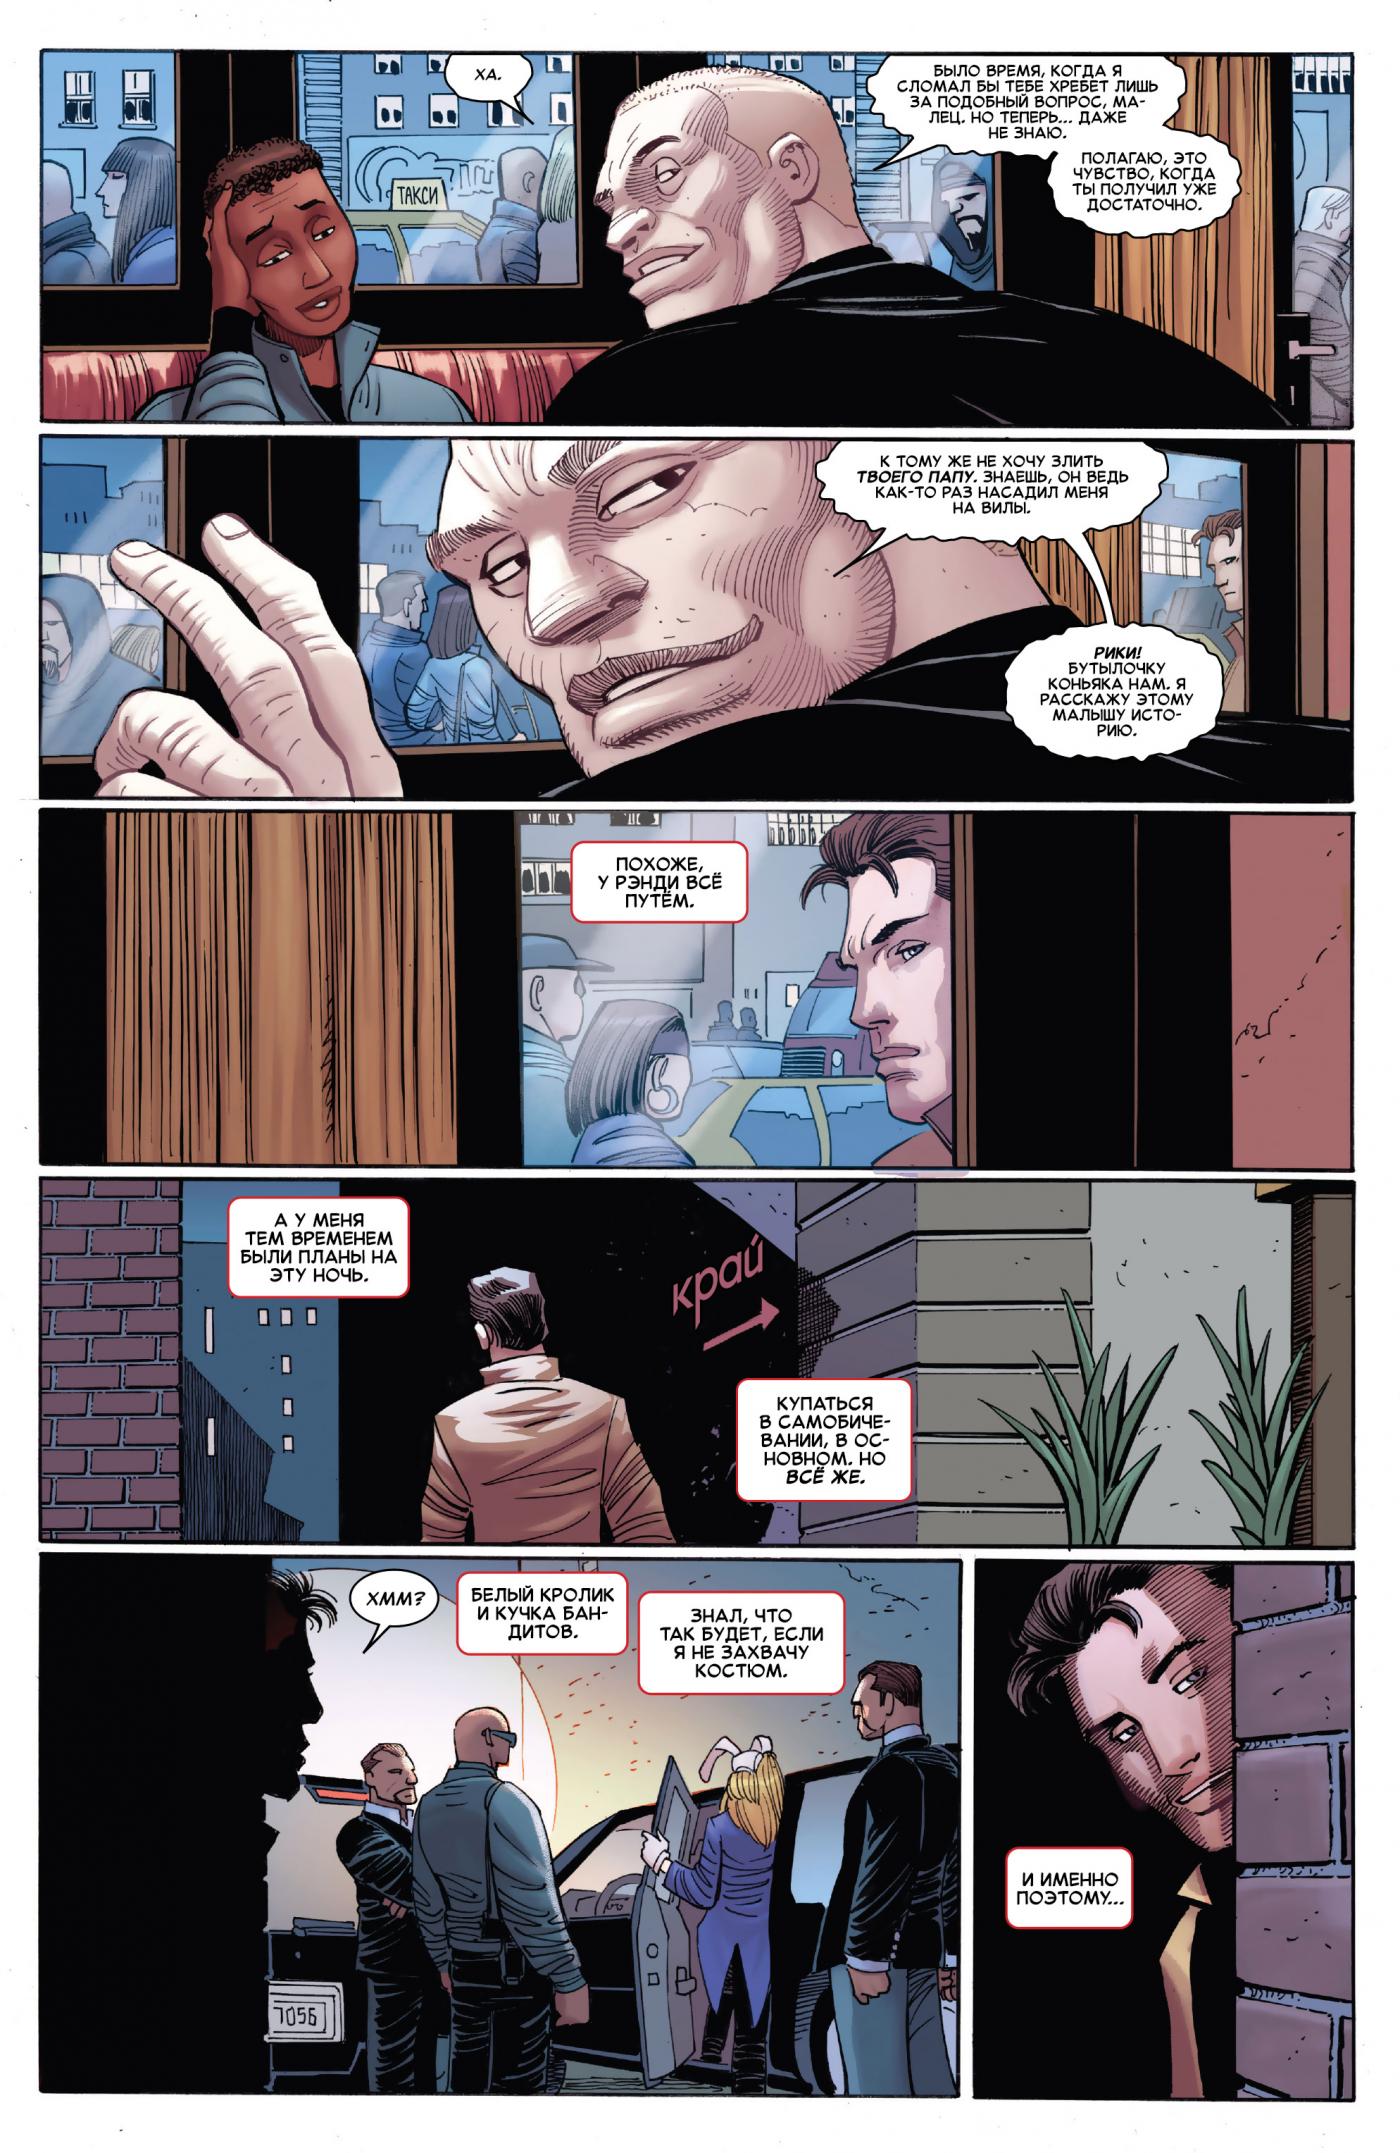 ХА.
БЫЛО ВРЕМЯ, КОГДА Я
СЛОМАЛ БЫ ТЕБЕ ХРЕБЕТ ЛИШЬ
ЗА ПОДОБНЫЙ ВОПРОС, МА-
ЛЕЦ. НО ТЕПЕРЬ... ДАЖЕ
НЕ ЗНАЮ.
ПОЛАГАЮ, ЭТО
ЧУВСТВО, КОГДА
ТЫ ПОЛУЧИЛ УЖЕ
ДОСТАТОЧНО.
ТАКСИ
К ТОМУ ЖЕ НЕ ХОЧУ ЗЛИТЬ
ТВОЕГО ПАПУ. ЗНАЕШЬ, ОН ВЕДЬ
КАК-ТО РАЗ НАСАДИЛ МЕНЯ
НА ВИЛЫ.
РИКИ!
БУТЫЛОЧКУ
КОНЬЯКА НАМ. Я
РАССКАЖУ ЭТОМУ
МАЛЫШУ ИСТО-
РИЮ.
ПОХОЖЕ,
У РЭНДИ ВСЁ
ПУТЁМ.
А У МЕНЯ
ТЕМ ВРЕМЕНЕМ
БЫЛИ ПЛАНЫ НА
ЭТУ НОЧЬ.
край
КУПАТЬСЯ
В САМОБИЧЕ-
ВАНИИ, В ОС-
НОВНОМ. НО
ВСЁ ЖЕ.
ХММ?
БЕЛЫЙ КРОЛИК
И КУЧКА БАН-
ДИТОВ.
ЗНАЛ, ЧТО
ТАК БУДЕТ, ЕСЛИ
Я НЕ ЗАХВАЧУ
КОСТЮМ.
7056
И ИМЕННО
ПОЭТОМУ...